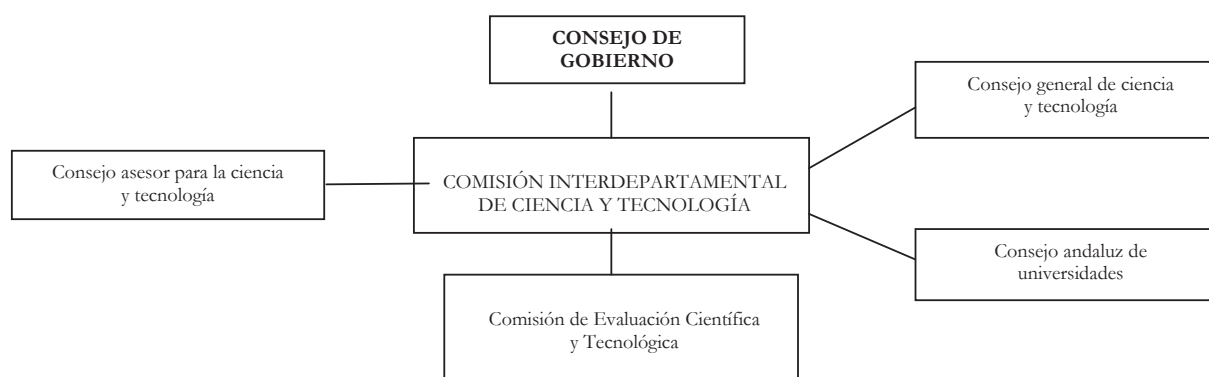 CONSEJO DE
GOBIERNO
Consejo general de ciencia
y tecnología
Consejo asesor para la ciencia
y tecnología
COMISIÓN INTERDEPARTAMENTAL
DE CIENCIA Y TECNOLOGÍA
Consejo andaluz de
universidades
Comisión de Evaluación Científica
y Tecnológica